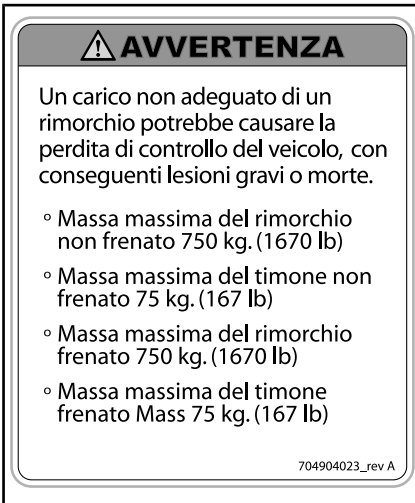 ⚠ AVVERTENZA
Un carico non adeguato di un
rimorchio potrebbe causare la
perdita di controllo del veicolo, con
conseguenti lesioni gravi o morte.
° Massa massima del rimorchio
non frenato 750 kg. (1670 lb)
° Massa massima del timone non
frenato 75 kg. (167 lb)
° Massa massima del rimorchio
frenato 750 kg. (1670 lb)
° Massa massima del timone
frenato Mass 75 kg. (167 lb)
704904023_rev A